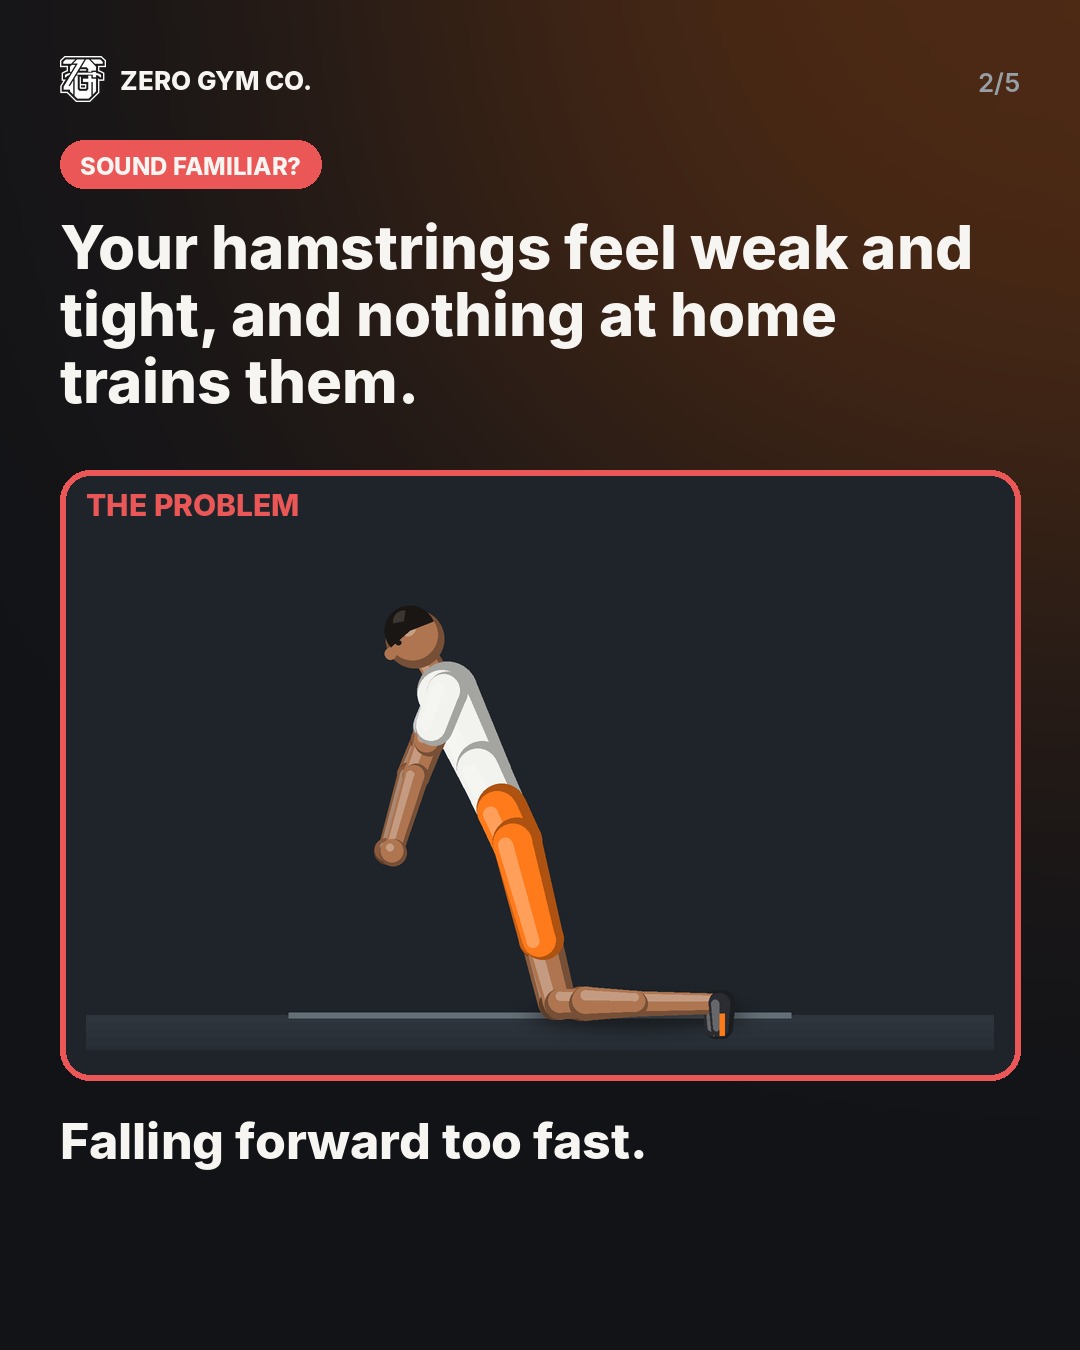 ZERO GYM CO.
2/5
SOUND FAMILIAR?
Your hamstrings feel weak and
tight, and nothing at home
trains them.
THE PROBLEM
Falling forward too fast.